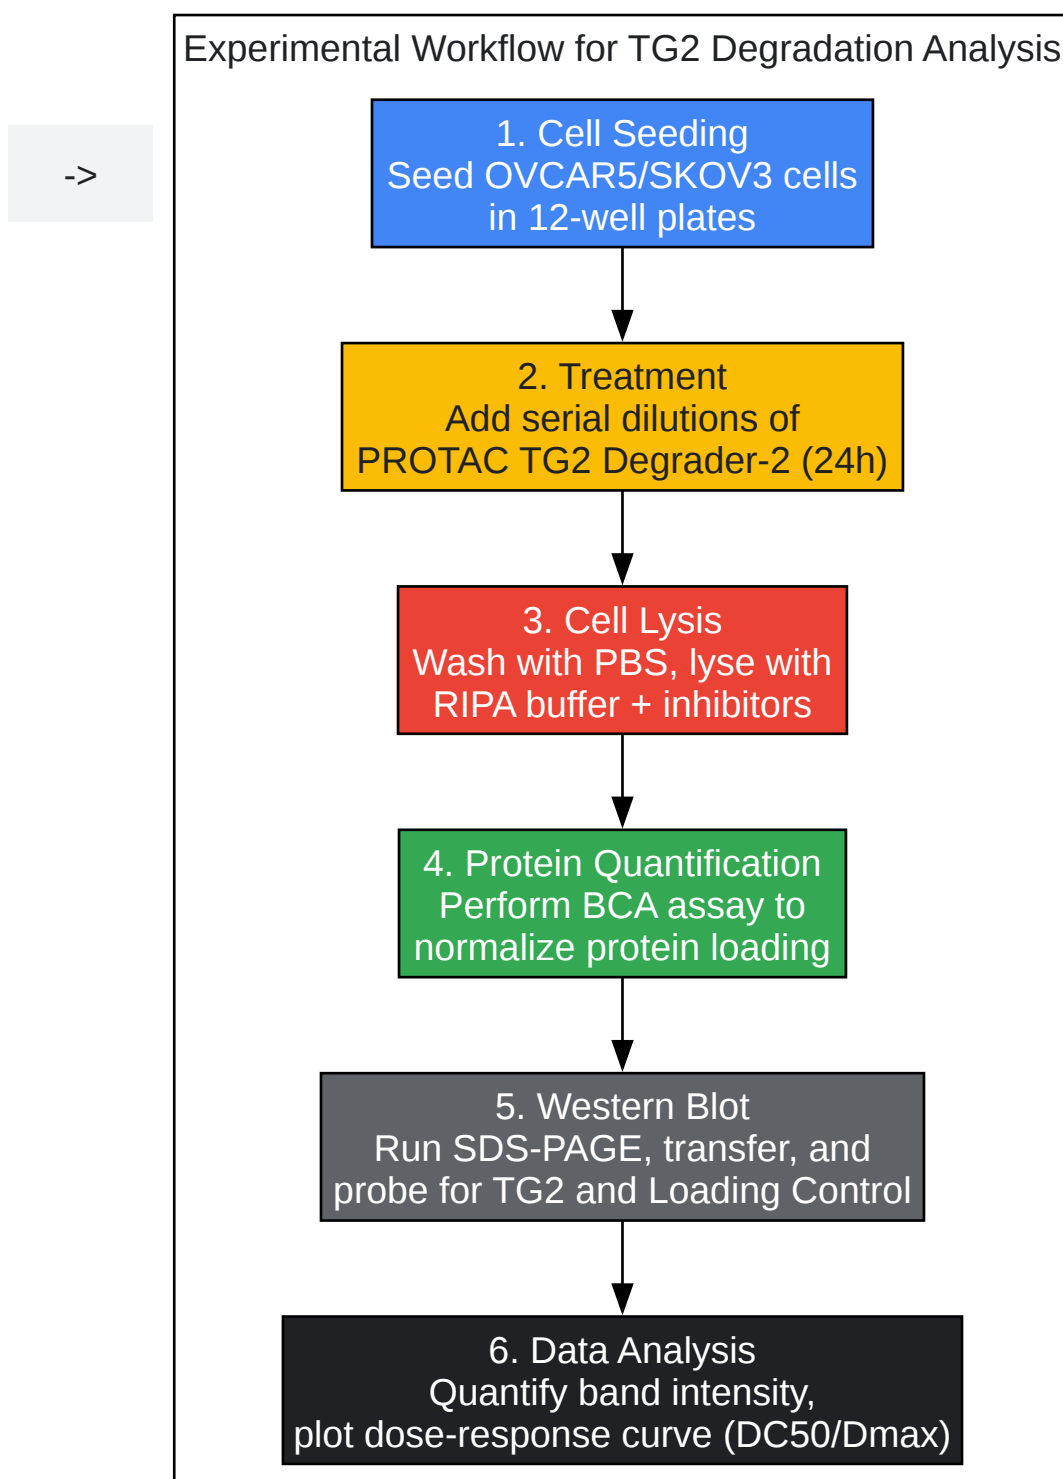 Experimental Workflow for TG2 Degradation Analysis
->
1. Cell Seeding
Seed OVCAR5/SKOV3 cells
in 12-well plates
2. Treatment
Add serial dilutions of
PROTAC TG2 Degrader-2 (24h)
3. Cell Lysis
Wash with PBS, lyse with
RIPA buffer + inhibitors
4. Protein Quantification
Perform BCA assay to
normalize protein loading
5. Western Blot
Run SDS-PAGE, transfer, and
probe for TG2 and Loading Control
6. Data Analysis
Quantify band intensity,
plot dose-response curve (DC50/Dmax)